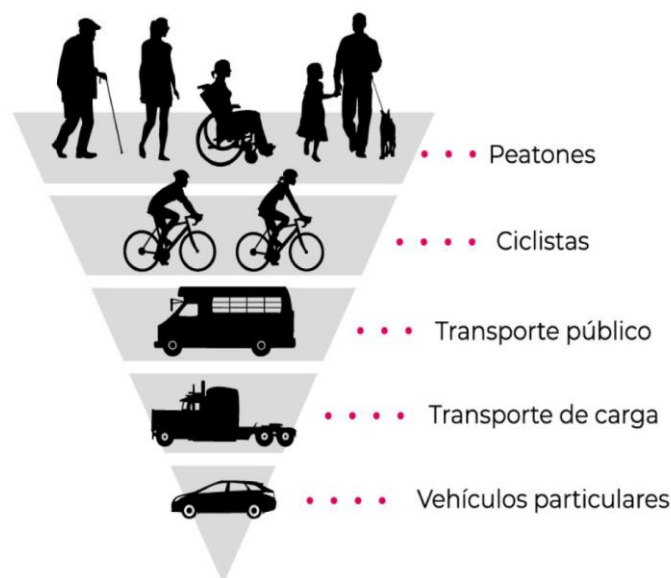 Peatones
Ciclistas
Transporte público
Transporte de carga
Vehículos particulares